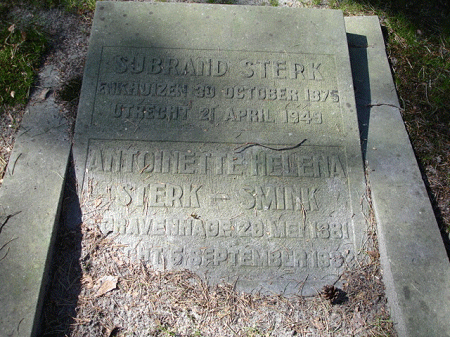 SUBRAND STERK
ENKHUIZEN 30 OCTOBER 1875
UTRECHT 21 APRIL 1949
ANTOINETTE HELENA
STERK - SMINK
GRAVENHAGE 29 MEI 1881
5 SEPTEMBER